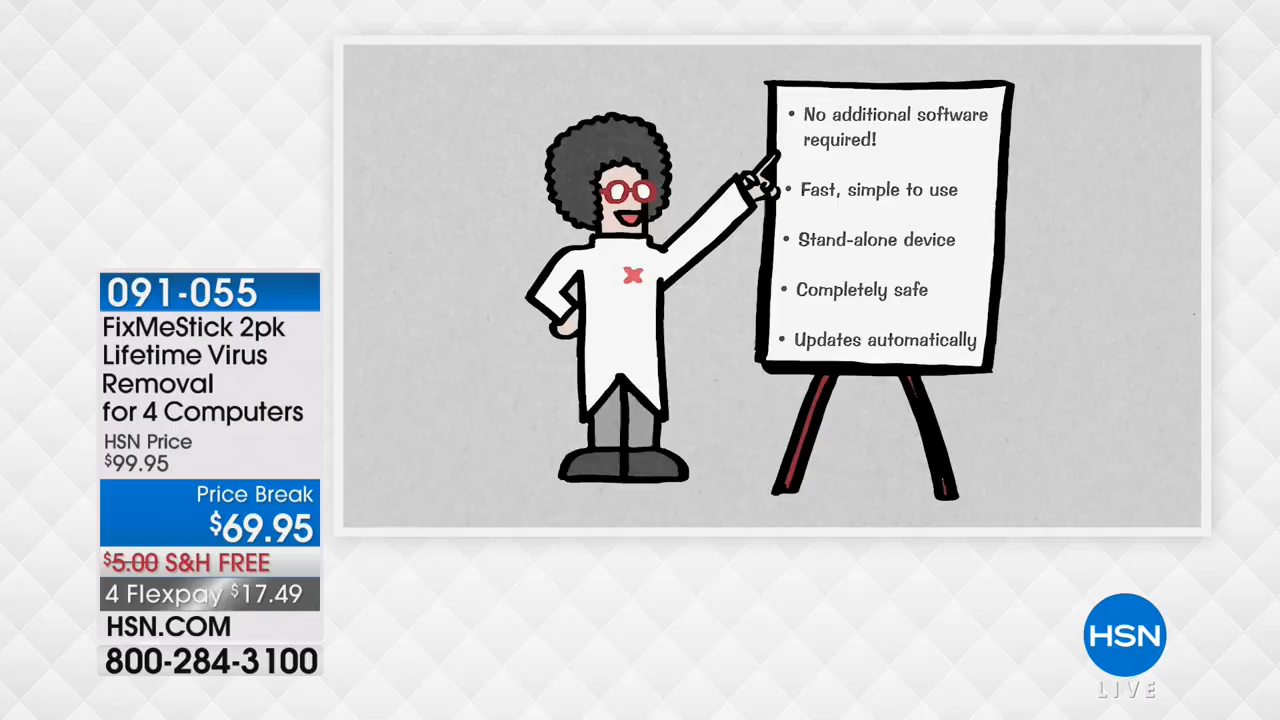 • No additional software
required!
• Fast, simple to use
• Stand-alone device
• Completely safe
• Updates automatically
091-055
FixMeStick 2pk
Lifetime Virus
Removal
for 4 Computers
HSN Price
$99.95
Price Break
$69.95
$5.00 S&H FREE
4 Flexpay $17.49
HSN.COM
800-284-3100
HSN
LIVE